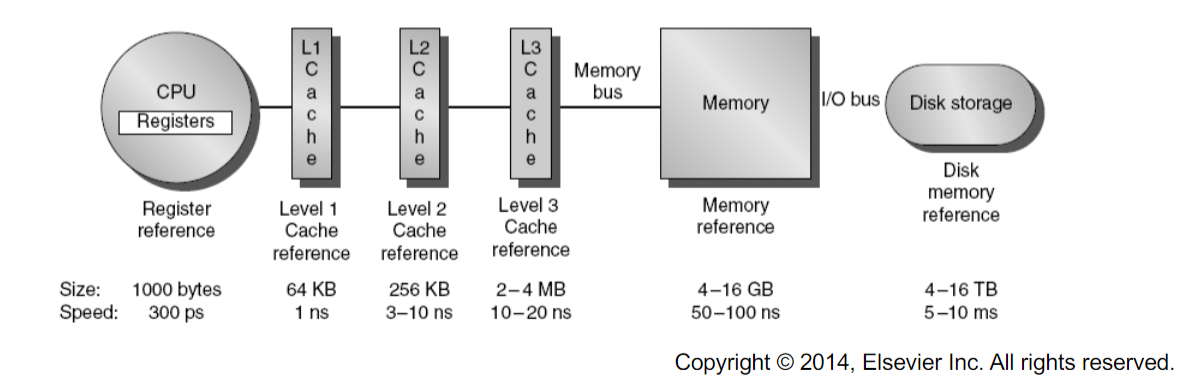 CPU
Registers
L1
Cache
L2
Cache
L3
Cache
Memory
bus
Memory
I/O bus
Disk storage
Register
reference
Level 1
Cache
reference
Level 2
Cache
reference
Level 3
Cache
reference
Memory
reference
Disk
memory
reference
Size: 1000 bytes 64 KB 256 KB 2–4 MB 4–16 GB 4–16 TB
Speed: 300 ps 1 ns 3–10 ns 10–20 ns 50–100 ns 5–10 ms
Copyright © 2014, Elsevier Inc. All rights reserved.